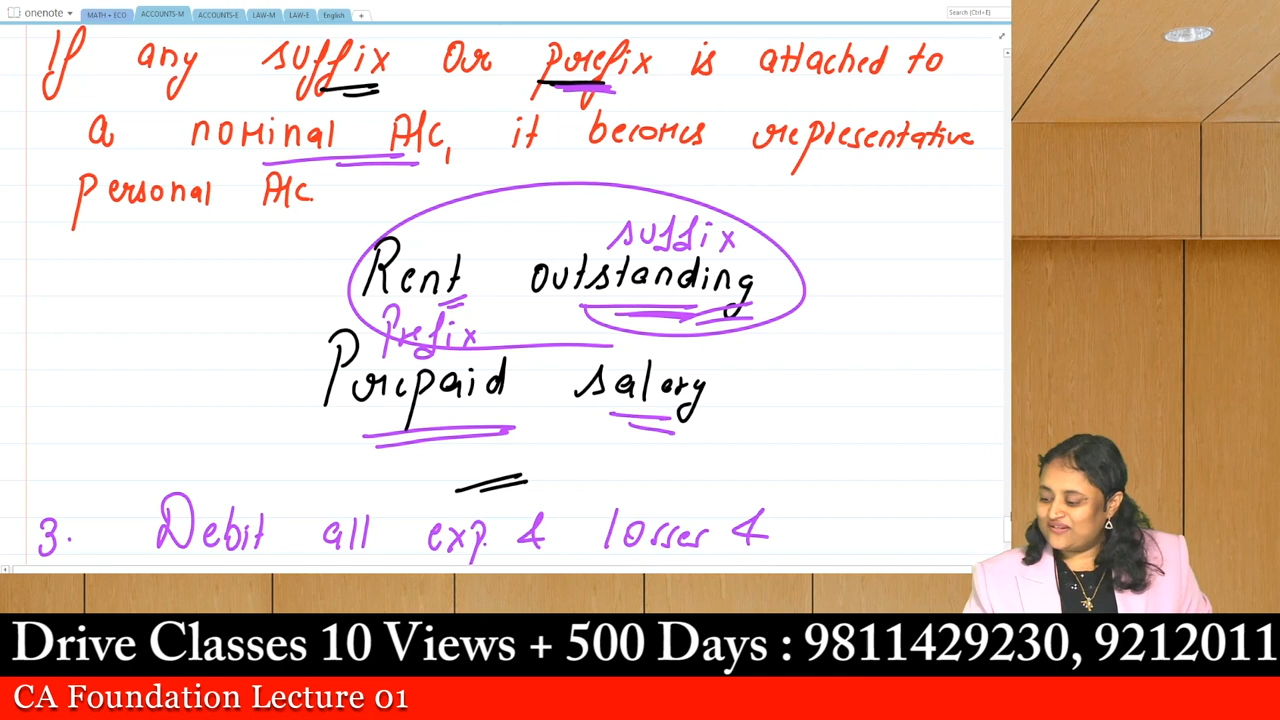 onenote
MATH + ECO ACCOUNTS-M ACCOUNTS-E LAW-M LAW-E English +
Search (Ctrl+E)
If any suffix or prefix is attached to
a nominal A/c, it becomes representative
personal A/c.
suffix
Rent outstanding
Prefix
Prepaid salary
3. Debit all exp. & losses &
Drive Classes 10 Views + 500 Days : 9811429230, 9212011
CA Foundation Lecture 01